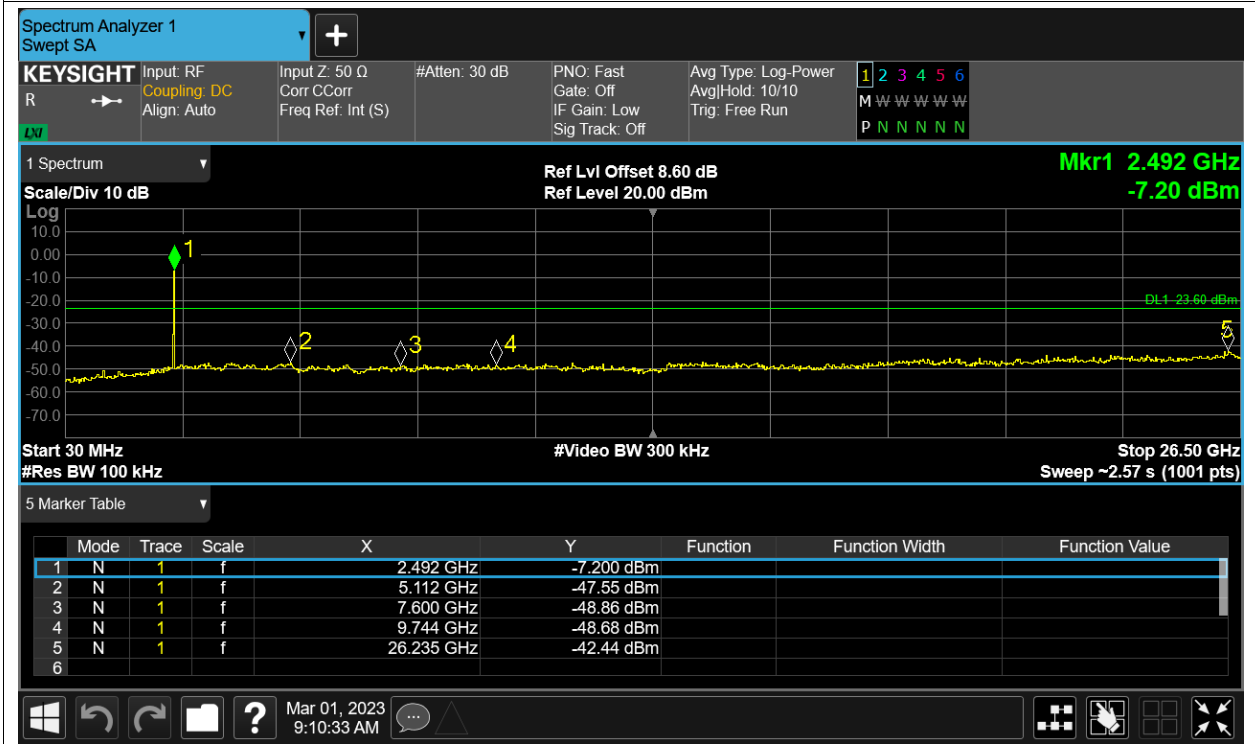 Spectrum Analyzer 1
Swept SA
+
KEYSIGHT Input: RF Input Z: 50 Ω #Atten: 30 dB PNO: Fast Avg Type: Log-Power 1 2 3 4 5 6
R Coupling: DC Corr CCorr Gate: Off Avg|Hold: 10/10 M W W W W W
Align: Auto Freq Ref: Int (S) IF Gain: Low Trig: Free Run
LXI Sig Track: Off P N N N N N
1 Spectrum Ref Lvl Offset 8.60 dB Mkr1 2.492 GHz
Scale/Div 10 dB Ref Level 20.00 dBm -7.20 dBm
Log
10.0
0.00 1
-10.0
-20.0 DL1 -23.60 dBm
-30.0
-40.0 2 3 4 5
-50.0
-60.0
-70.0
Start 30 MHz #Video BW 300 kHz Stop 26.50 GHz
#Res BW 100 kHz Sweep ~2.57 s (1001 pts)
5 Marker Table
Mode Trace Scale X Y Function Function Width Function Value
1 N 1 f 2.492 GHz -7.200 dBm
2 N 1 f 5.112 GHz -47.55 dBm
3 N 1 f 7.600 GHz -48.86 dBm
4 N 1 f 9.744 GHz -48.68 dBm
5 N 1 f 26.235 GHz -42.44 dBm
6
? Mar 01, 2023
9:10:33 AM